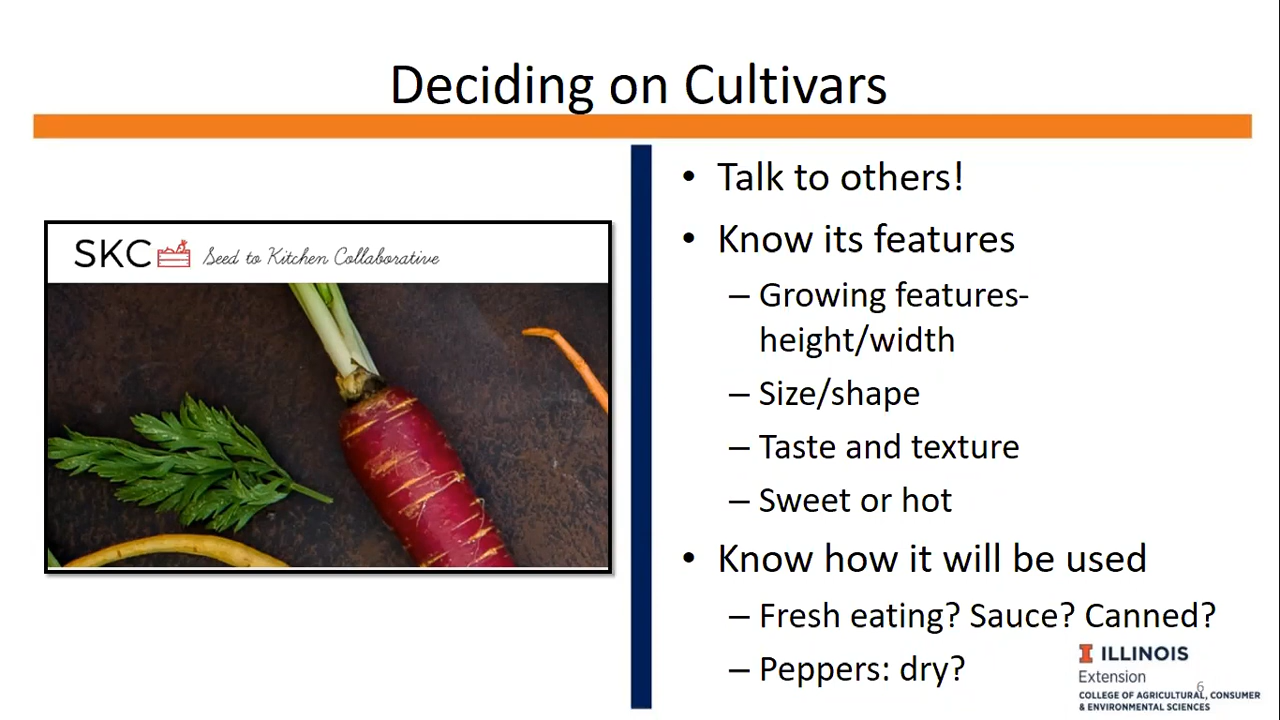 Deciding on Cultivars
SKC Seed to Kitchen Collaborative
• Talk to others!
• Know its features
– Growing features-
height/width
– Size/shape
– Taste and texture
– Sweet or hot
• Know how it will be used
– Fresh eating? Sauce? Canned?
– Peppers: dry?
I ILLINOIS
Extension
6
COLLEGE OF AGRICULTURAL, CONSUMER
& ENVIRONMENTAL SCIENCES